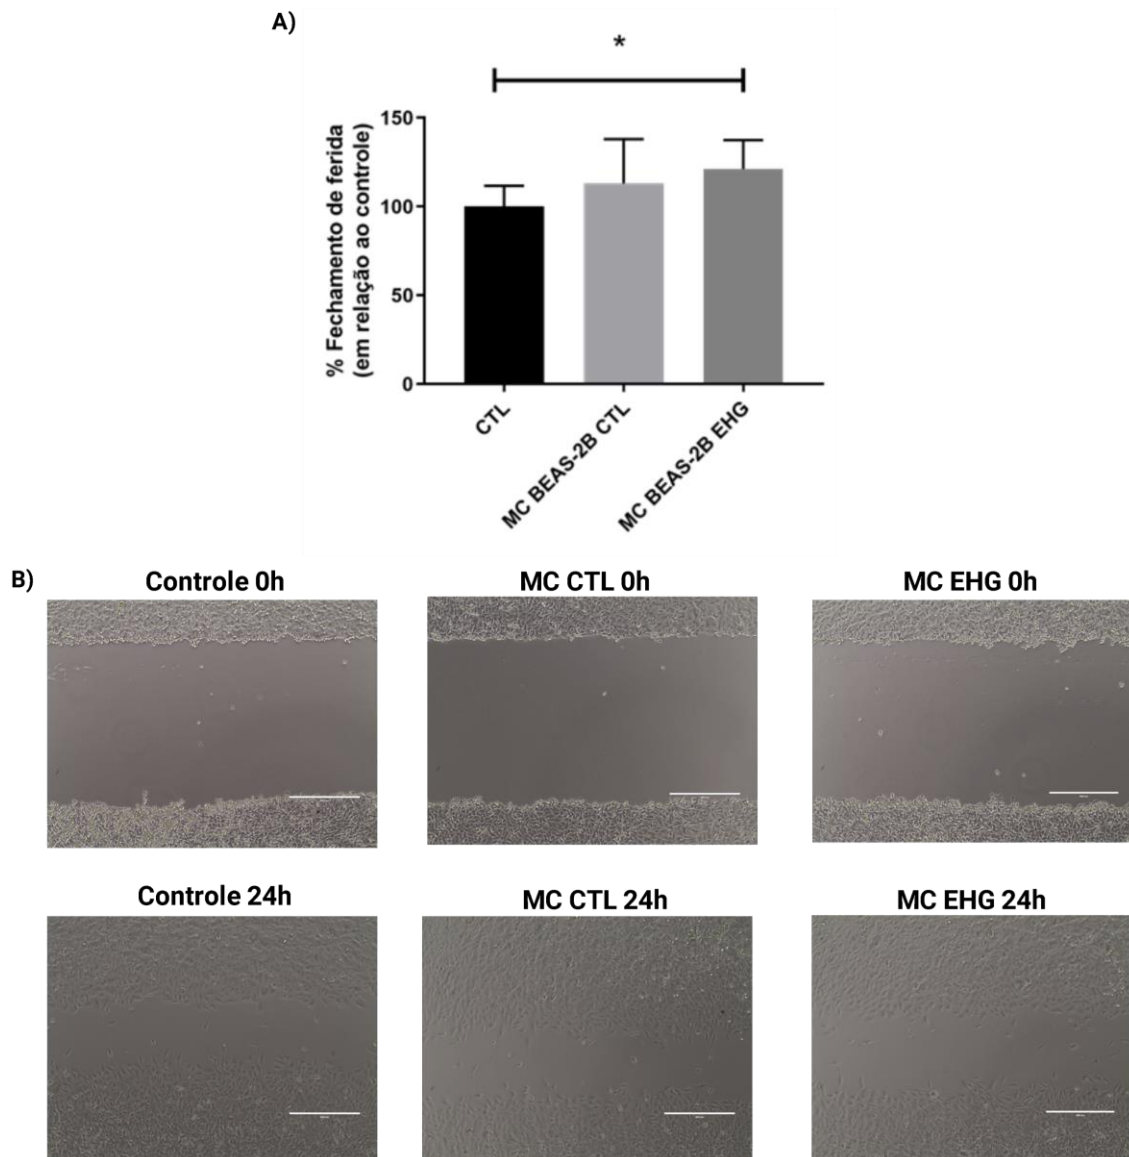 A)
*
% Fechamento de ferida
(em relação ao controle)
150
100
50
0
CTL
MC BEAS-2B CTL
MC BEAS-2B EHG
B)
Controle 0h
MC CTL 0h
MC EHG 0h
Controle 24h
MC CTL 24h
MC EHG 24h